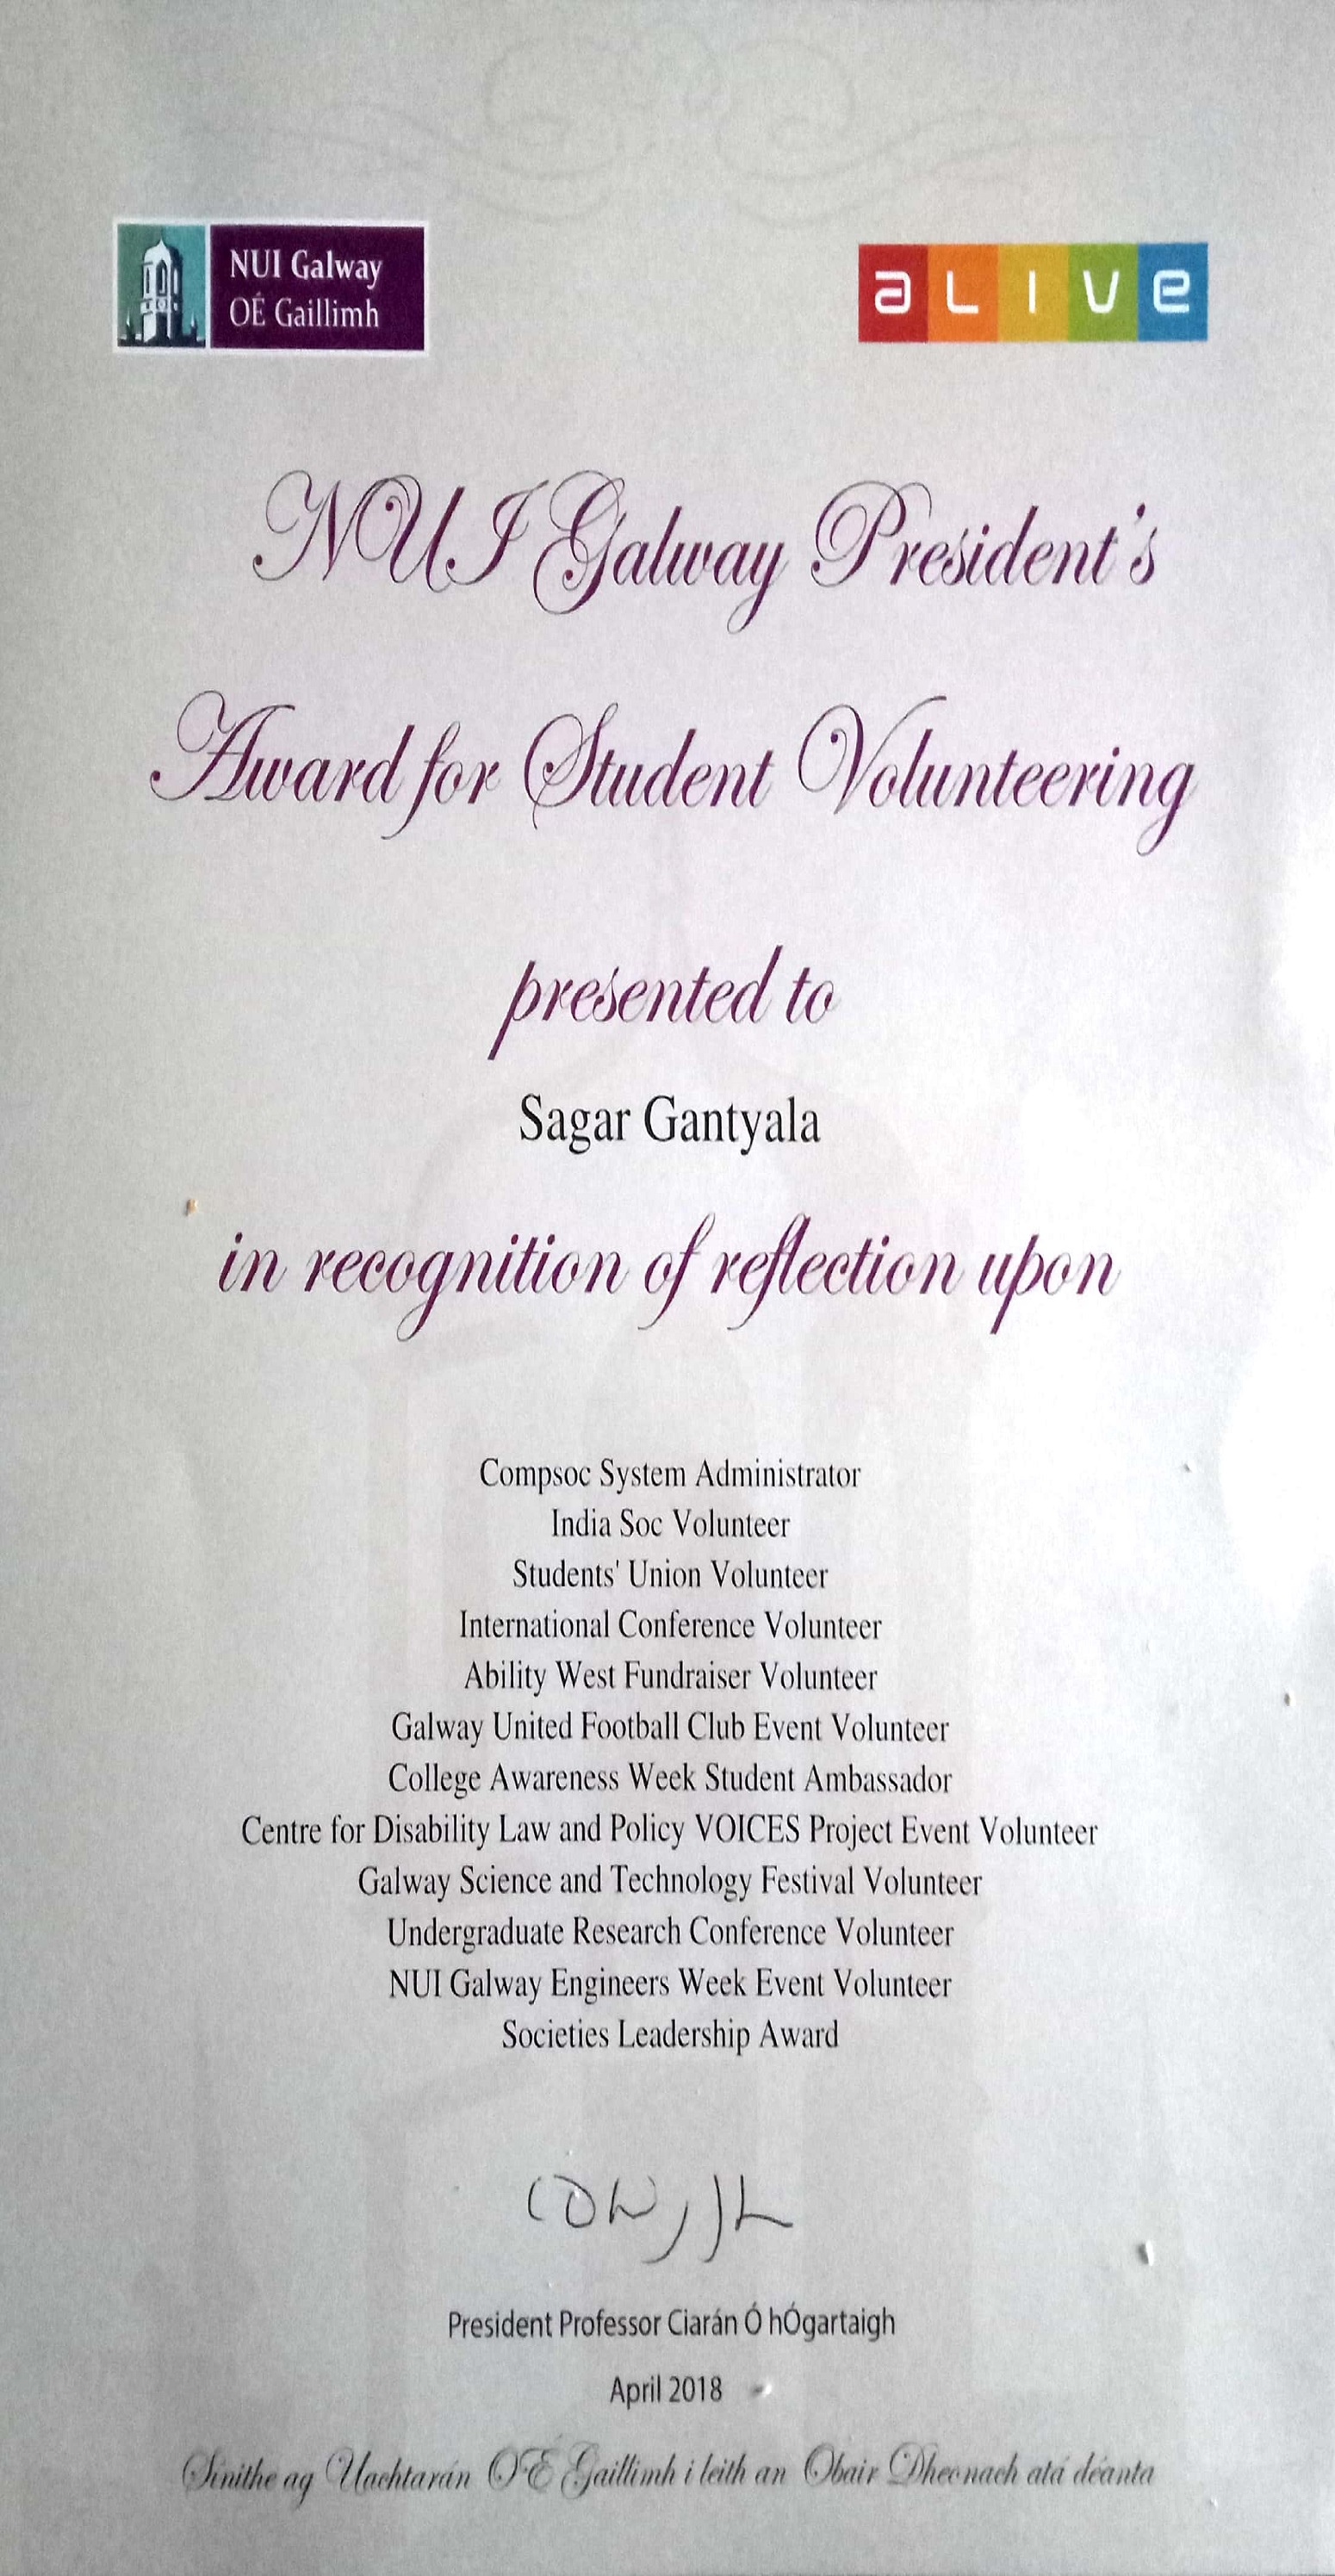 NUI Galway
OÉ Gaillimh
aLIVe
NUI Galway President's
Award for Student Volunteering
presented to
Sagar Gantyala
in recognition of reflection upon
Compsoc System Administrator
India Soc Volunteer
Students' Union Volunteer
International Conference Volunteer
Ability West Fundraiser Volunteer
Galway United Football Club Event Volunteer
College Awareness Week Student Ambassador
Centre for Disability Law and Policy VOICES Project Event Volunteer
Galway Science and Technology Festival Volunteer
Undergraduate Research Conference Volunteer
NUI Galway Engineers Week Event Volunteer
Societies Leadership Award
President Professor Ciarán Ó hÓgartaigh
April 2018
Sínithe ag Uachtarán OÉ Gaillimh i leith an Obair Dheonach atá déanta